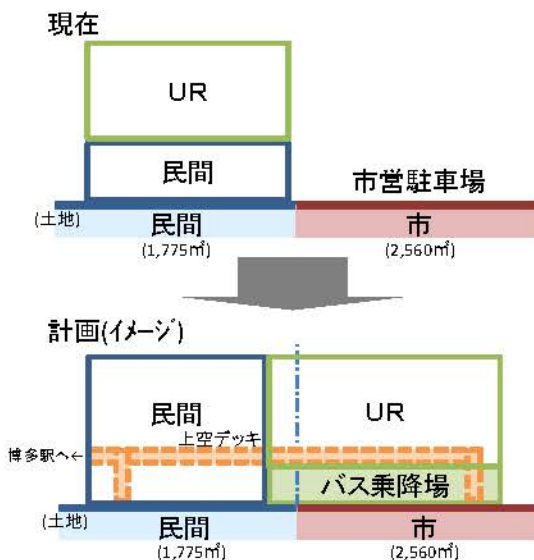 現在
UR
民間
市営駐車場
(土地)
民間
市
(1,775㎡)
(2,560㎡)
計画(イメージ)
民間
UR
上空デッキ
博多駅へ←
バス乗降場
(土地)
民間
市
(1,775㎡)
(2,560㎡)